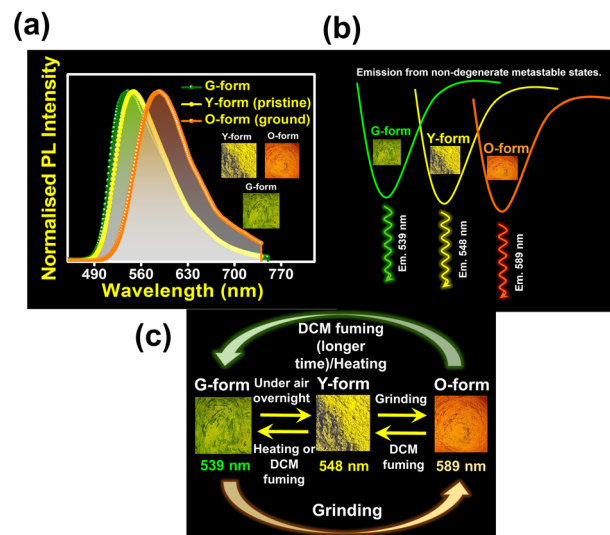 (a)
Normalised PL Intensity
G-form
Y-form (pristine)
O-form (ground)
Y-form O-form
G-form
490 560 630 700 770
Wavelength (nm)
(b)
Emission from non-degenerate metastable states.
G-form
Y-form
O-form
Em. 539 nm
Em. 548 nm
Em. 589 nm
(c)
DCM fuming
(longer
time)/Heating
G-form
Under air
overnight
Heating or
DCM
fuming
539 nm
Y-form
548 nm
Grinding
DCM
fuming
O-form
589 nm
Grinding